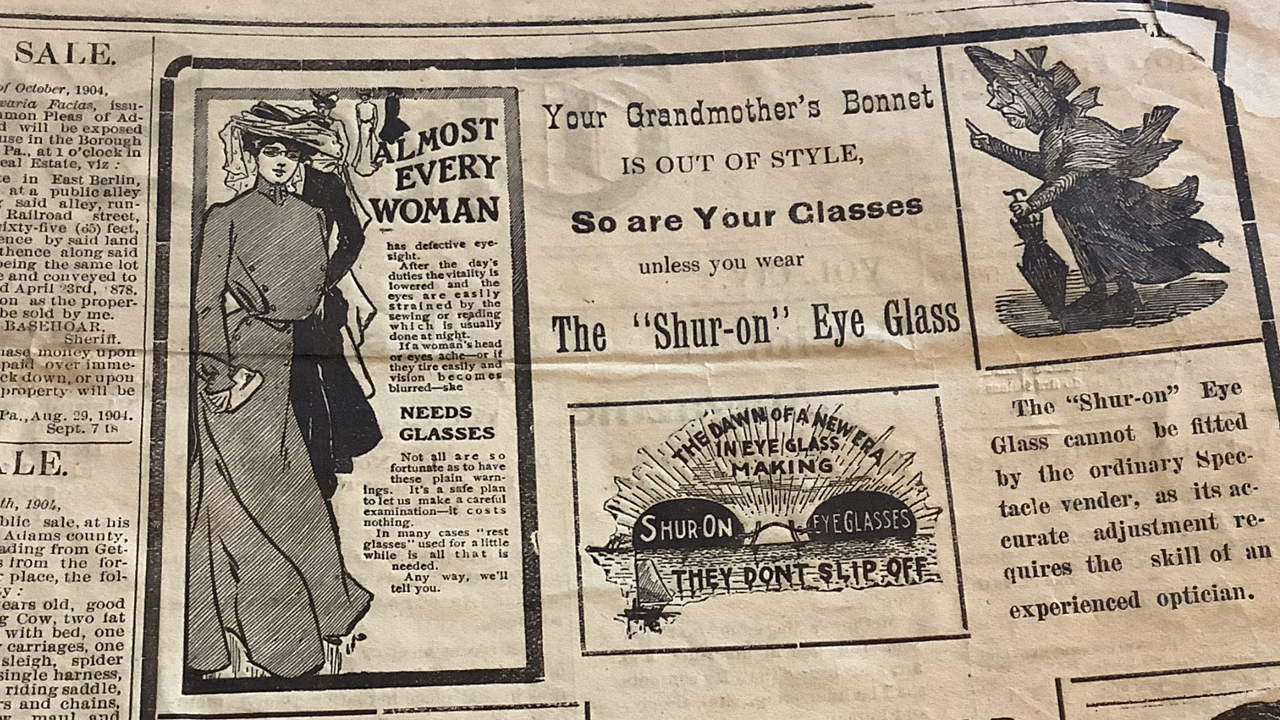 SALE.
of October, 1904,
Facias, issu-
mon Pleas of Ad-
d will be exposed
use in the Borough
Pa., at 1 o'clock in
eal Estate, viz :
te in East Berlin,
at a public alley
said alley, run-
Railroad street,
ixty-five (65) feet,
ence by said land
thence along said
being the same lot
e and conveyed to
d April 23rd, 878.
on as the proper-
be sold by me.
BASEHOAR,
Sheriff.
hase money upon
paid over imme-
ck down, or upon
property will be
Pa., Aug. 29, 1904.
Sept. 7 ts
LE.
th, 1904,
blic sale, at his
Adams county,
ading from Get-
s from the for-
place, the fol-
y :
ears old, good
g Cow, two fat
with bed, one
carriages, one
sleigh, spider
single harness,
riding saddle,
rs and chains,
maul and
ALMOST
EVERY
WOMAN
has defective eye-
sight.
After the day's
duties the vitality is
lowered and the
eyes are easily
strained by the
sewing or reading
which is usually
done at night.
If a woman's head
or eyes ache—or if
they tire easily and
vision becomes
blurred—she
NEEDS
GLASSES
Not all are so
fortunate as to have
these plain warn-
ings. It's a safe plan
to let us make a careful
examination—it costs
nothing.
In many cases "rest
glasses" used for a little
while is all that is
needed.
Any way, we'll
tell you.
Your Grandmother's Bonnet
IS OUT OF STYLE,
So are Your Glasses
unless you wear
The "Shur-on" Eye Glass
THE DAWN OF A NEW ERA
IN EYE GLASS
MAKING
SHUR-ON EYEGLASSES
THEY DONT SLIP OFF
The "Shur-on" Eye
Glass cannot be fitted
by the ordinary Spec-
tacle vender, as its ac-
curate adjustment re-
quires the skill of an
experienced optician.